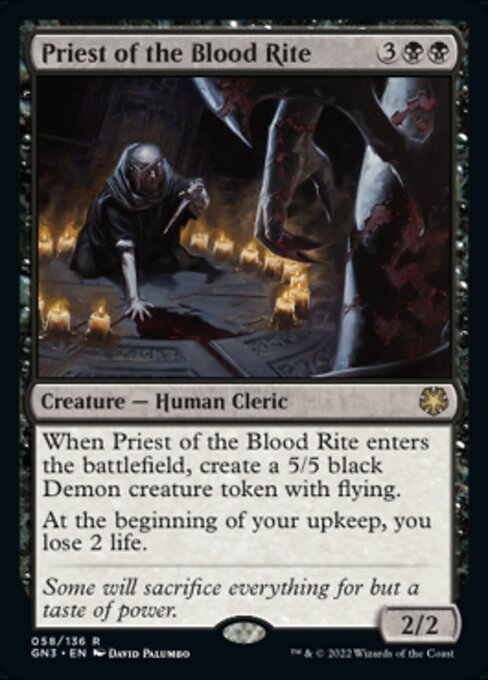 Priest of the Blood Rite 3
Creature — Human Cleric
When Priest of the Blood Rite enters
the battlefield, create a 5/5 black
Demon creature token with flying.
At the beginning of your upkeep, you
lose 2 life.
Some will sacrifice everything for but a
taste of power.
2/2
058/136 R
GN3 • EN DAVID PALUMBO
™ & © 2022 Wizards of the Coast